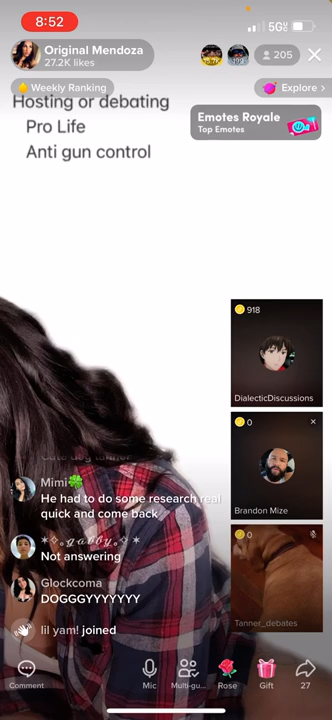 8:52
5G
Original Mendoza
27.2K likes
205
Weekly Ranking
Explore >
Hosting or debating
Pro Life
Anti gun control
Emotes Royale
Top Emotes
918
DialecticDiscussions
0
Brandon Mize
0
Tanner_debates
Mimi🍀
He had to do some research real
quick and come back
Not answering
Glockcoma
DOGGGYYYYYYY
lil yam! joined
Comment
Mic
Multi-gu...
Rose
Gift
27